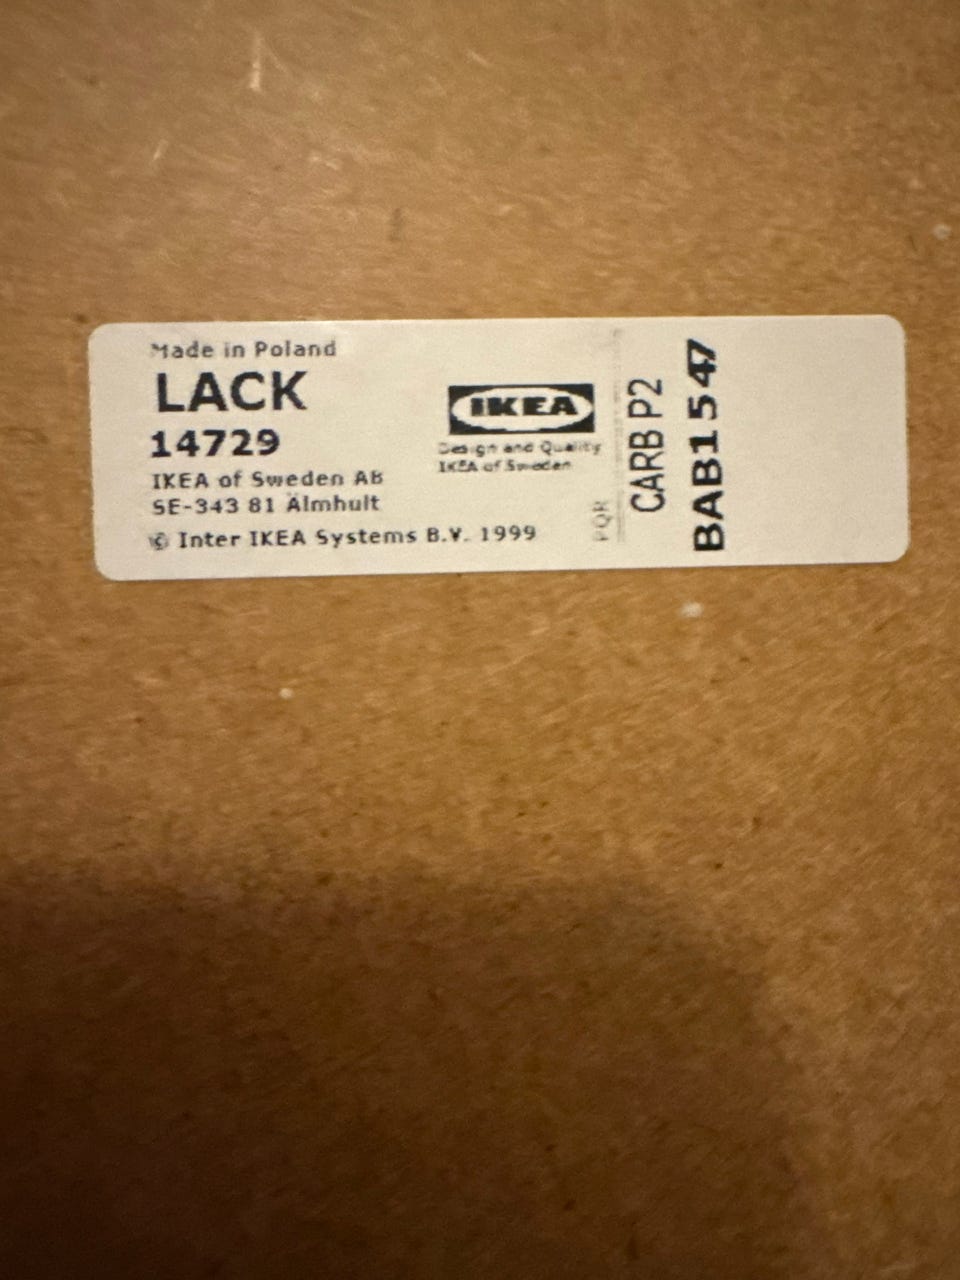 Made in Poland
LACK
14729
IKEA of Sweden AB
SE-343 81 Älmhult
© Inter IKEA Systems B.V. 1999
IKEA
Design and Quality
IKEA of Sweden
PQR
CARB P2
BAB1547